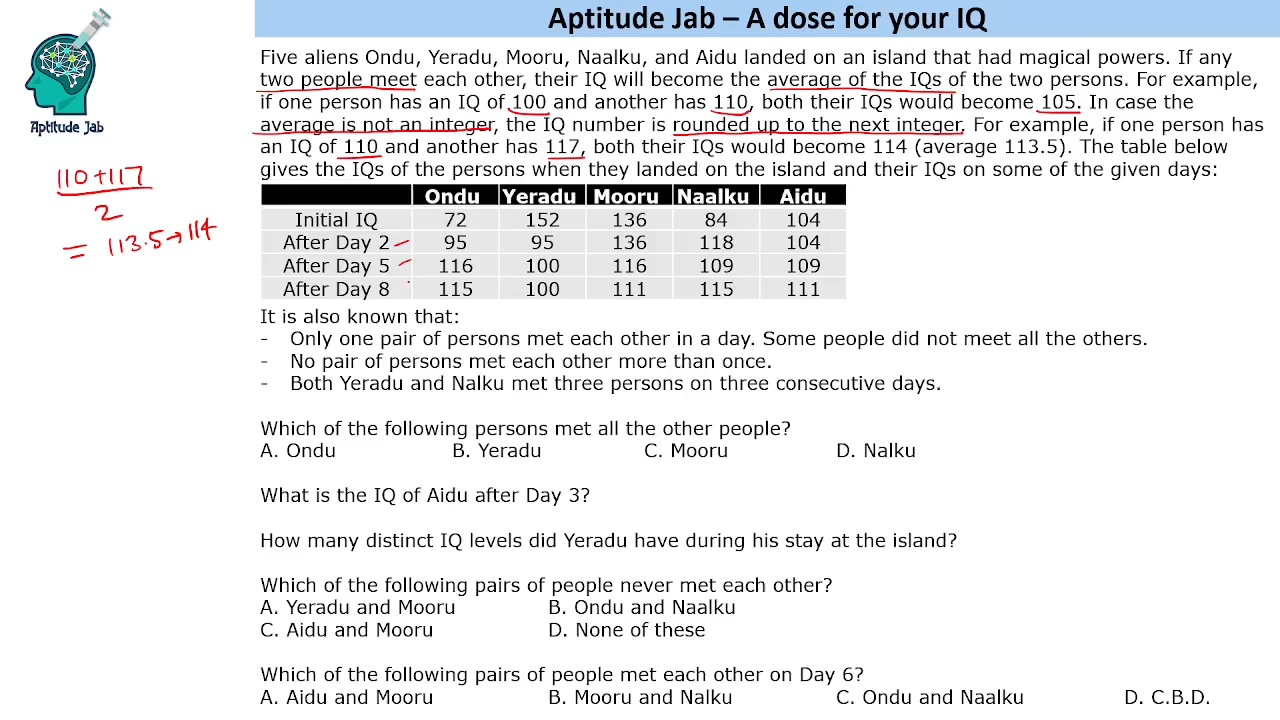 Aptitude Jab – A dose for your IQ
Aptitude Jab
Five aliens Ondu, Yeradu, Mooru, Naalku, and Aidu landed on an island that had magical powers. If any
two people meet each other, their IQ will become the average of the IQs of the two persons. For example,
if one person has an IQ of 100 and another has 110, both their IQs would become 105. In case the
average is not an integer, the IQ number is rounded up to the next integer. For example, if one person has
an IQ of 110 and another has 117, both their IQs would become 114 (average 113.5). The table below
gives the IQs of the persons when they landed on the island and their IQs on some of the given days:
110+117
2
= 113.5→114
Ondu Yeradu Mooru Naalku Aidu
Initial IQ 72 152 136 84 104
After Day 2 95 95 136 118 104
After Day 5 116 100 116 109 109
After Day 8 115 100 111 115 111
It is also known that:
- Only one pair of persons met each other in a day. Some people did not meet all the others.
- No pair of persons met each other more than once.
- Both Yeradu and Nalku met three persons on three consecutive days.
Which of the following persons met all the other people?
A. Ondu B. Yeradu C. Mooru D. Nalku
What is the IQ of Aidu after Day 3?
How many distinct IQ levels did Yeradu have during his stay at the island?
Which of the following pairs of people never met each other?
A. Yeradu and Mooru B. Ondu and Naalku
C. Aidu and Mooru D. None of these
Which of the following pairs of people met each other on Day 6?
A. Aidu and Mooru B. Mooru and Nalku C. Ondu and Naalku D. C.B.D.